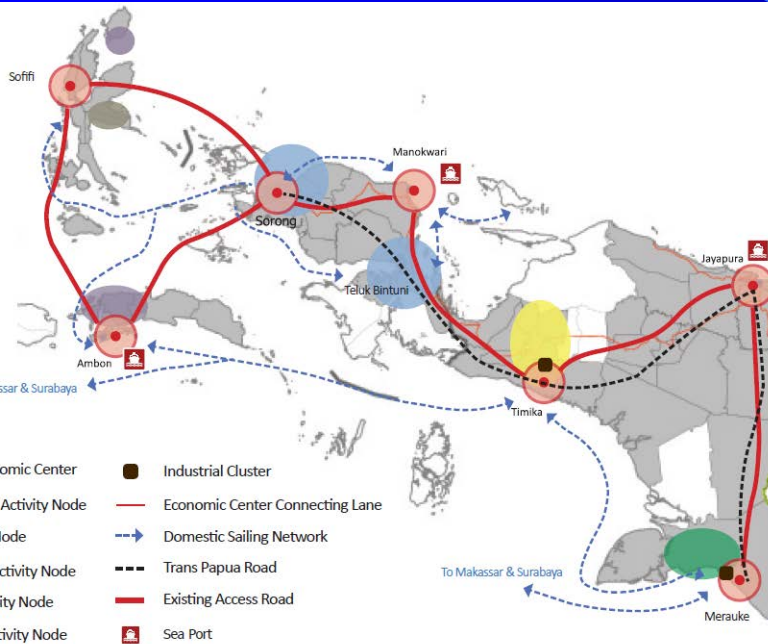 Sofifi
Manokwari
Sorong
Jayapura
Teluk Bintuni
Ambon
ssar & Surabaya
Timika
omic Center
Industrial Cluster
Activity Node
Economic Center Connecting Lane
Node
Domestic Sailing Network
ctivity Node
Trans Papua Road
To Makassar & Surabaya
ity Node
Existing Access Road
Merauke
tivity Node
Sea Port